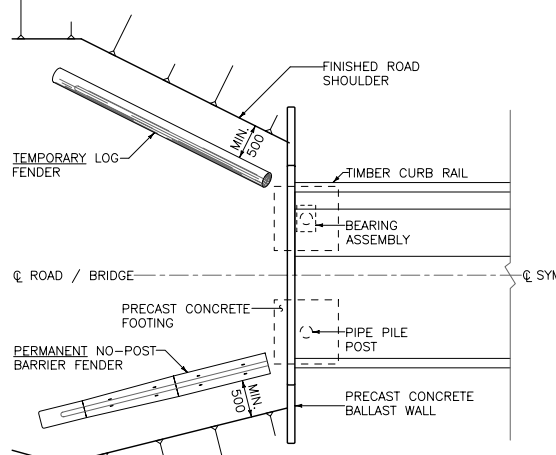 FINISHED ROAD
SHOULDER
MIN.
500
TEMPORARY LOG
FENDER
TIMBER CURB RAIL
BEARING
ASSEMBLY
℄ ROAD / BRIDGE
℄ SYM
PRECAST CONCRETE
FOOTING
PIPE PILE
POST
PERMANENT NO-POST
BARRIER FENDER
MIN.
500
PRECAST CONCRETE
BALLAST WALL